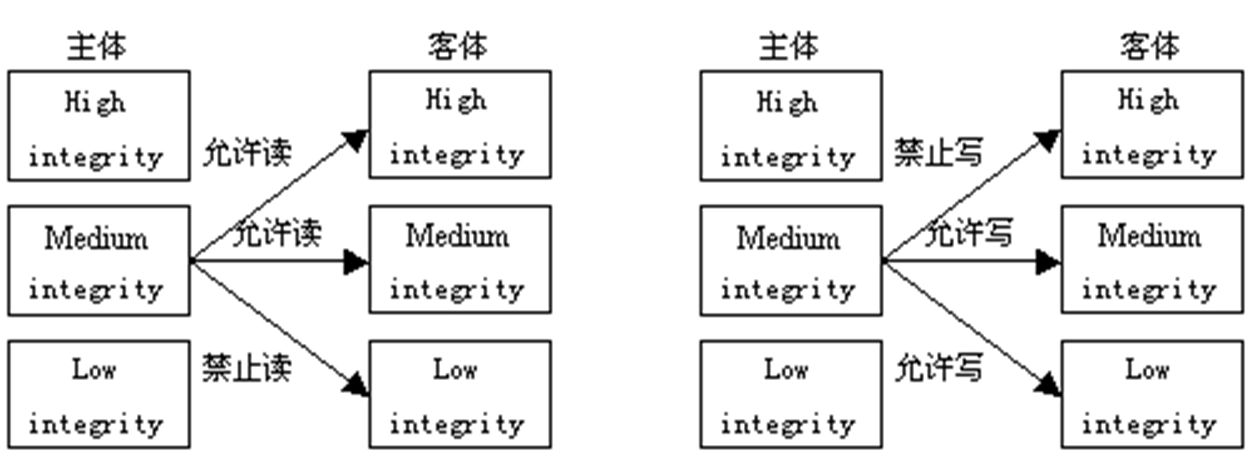 主体
客体
High
integrity
允许读
High
integrity
Medium
integrity
允许读
Medium
integrity
Low
integrity
禁止读
Low
integrity
主体
客体
High
integrity
禁止写
High
integrity
Medium
integrity
允许写
Medium
integrity
Low
integrity
允许写
Low
integrity